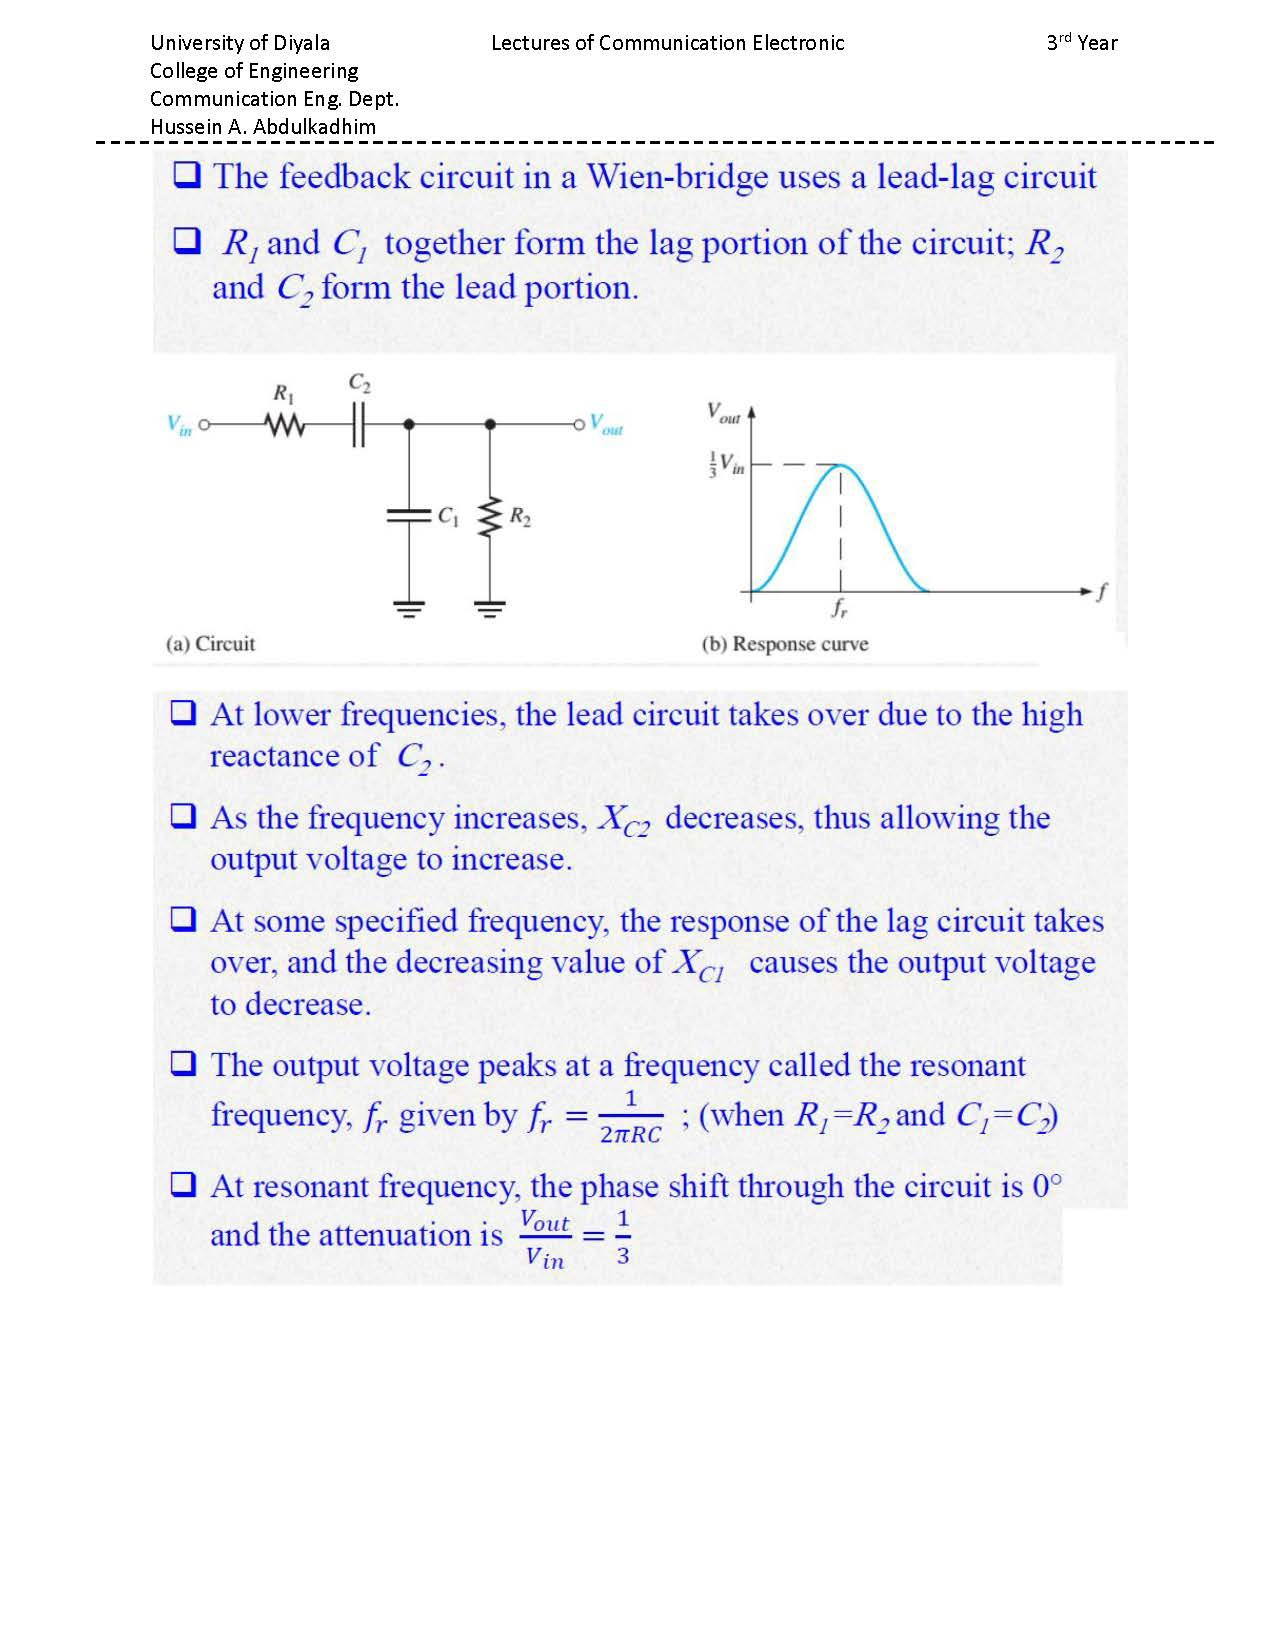 University of Diyala Lectures of Communication Electronic 3rd Year
College of Engineering
Communication Eng. Dept.
Hussein A. Abdulkadhim
❑ The feedback circuit in a Wien-bridge uses a lead-lag circuit
❑ R1 and C1 together form the lag portion of the circuit; R2
and C2 form the lead portion.
R1
C2
Vin
Vout
C1
R2
(a) Circuit
Vout
1/3 Vin
fr
f
(b) Response curve
❑ At lower frequencies, the lead circuit takes over due to the high
reactance of C2.
❑ As the frequency increases, XC2 decreases, thus allowing the
output voltage to increase.
❑ At some specified frequency, the response of the lag circuit takes
over, and the decreasing value of XC1 causes the output voltage
to decrease.
❑ The output voltage peaks at a frequency called the resonant
frequency, fr given by fr = 1/2πRC ; (when R1=R2 and C1=C2)
❑ At resonant frequency, the phase shift through the circuit is 0°
and the attenuation is Vout/Vin = 1/3